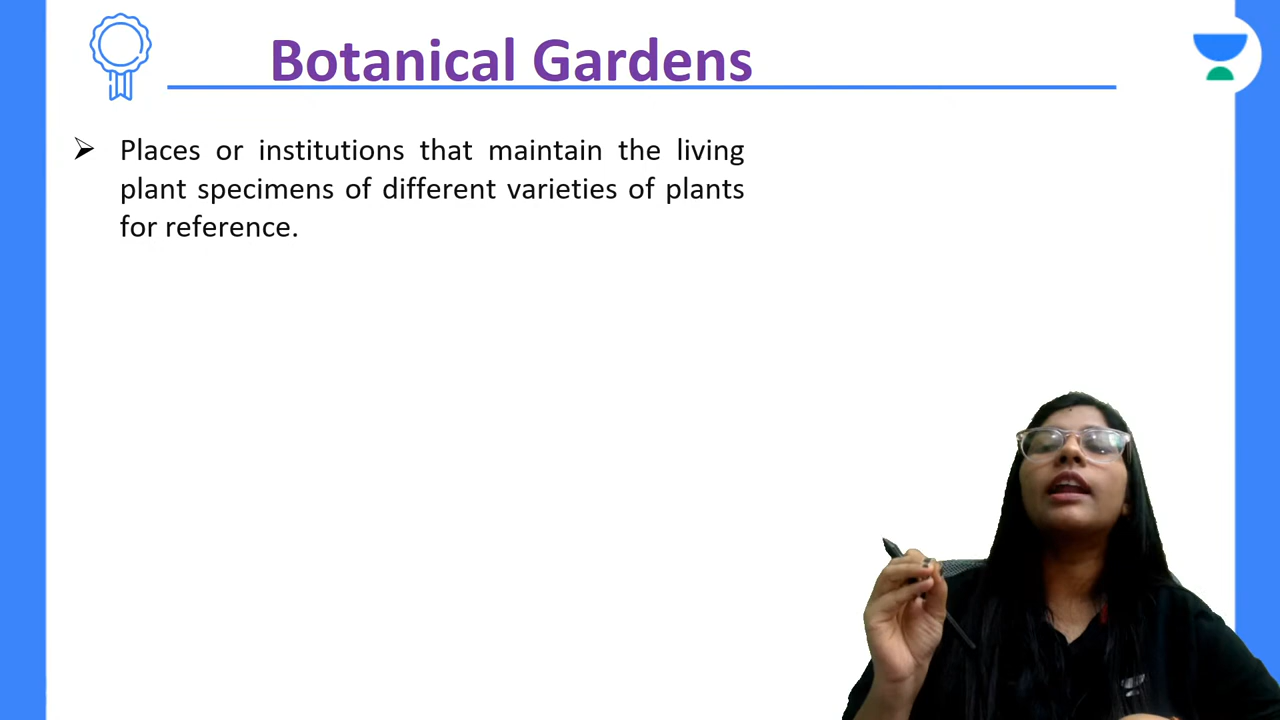 Botanical Gardens
Places or institutions that maintain the living
plant specimens of different varieties of plants
for reference.